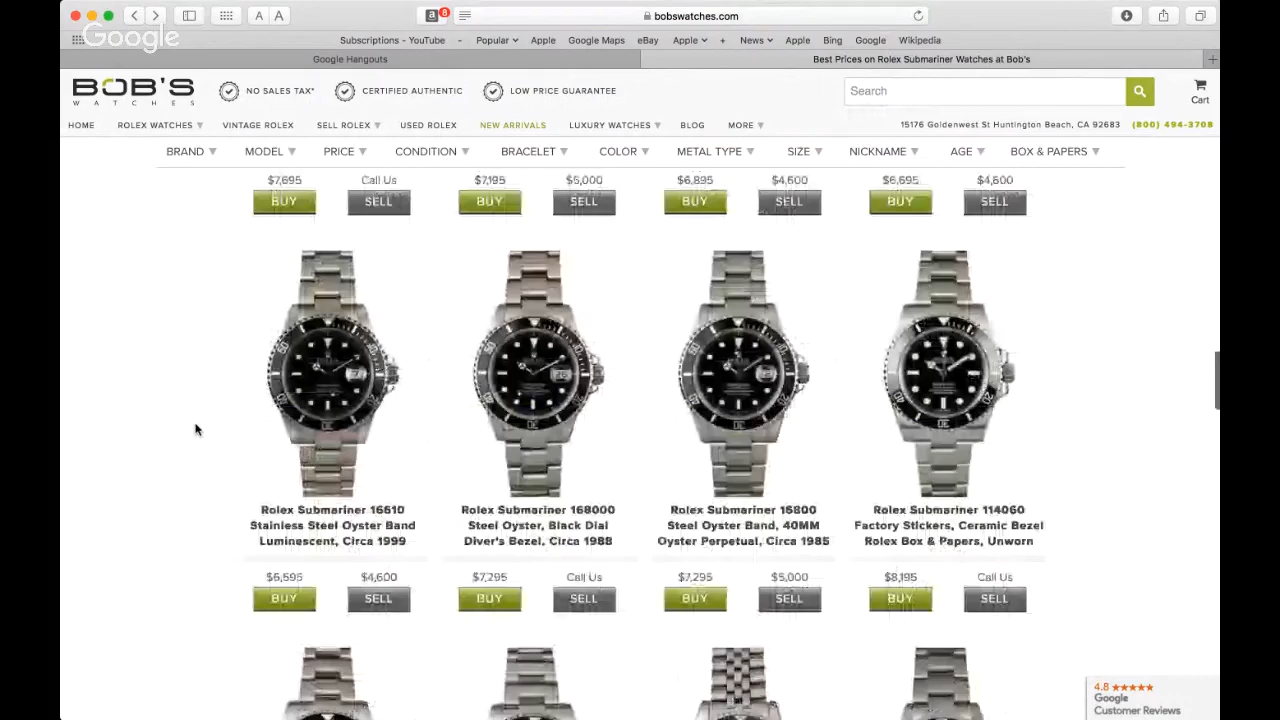 A A
8
bobswatches.com
Google
Subscriptions - YouTube
Popular
Apple
Google Maps
eBay
Apple
+
News
Apple
Bing
Google
Wikipedia
Google Hangouts
Best Prices on Rolex Submariner Watches at Bob's
BOB'S
WATCHES
NO SALES TAX*
CERTIFIED AUTHENTIC
LOW PRICE GUARANTEE
Search
Cart
HOME
ROLEX WATCHES
VINTAGE ROLEX
SELL ROLEX
USED ROLEX
NEW ARRIVALS
LUXURY WATCHES
BLOG
MORE
15176 Goldenwest St Huntington Beach, CA 92683
(800) 494-3708
BRAND
MODEL
PRICE
CONDITION
BRACELET
COLOR
METAL TYPE
SIZE
NICKNAME
AGE
BOX & PAPERS
$7,695
Call Us
$7,195
$5,000
$6,895
$4,600
$6,695
$4,600
BUY
SELL
BUY
SELL
BUY
SELL
BUY
SELL
Rolex Submariner 16610
Stainless Steel Oyster Band
Luminescent, Circa 1999
Rolex Submariner 168000
Steel Oyster, Black Dial
Diver's Bezel, Circa 1988
Rolex Submariner 16800
Steel Oyster Band, 40MM
Oyster Perpetual, Circa 1985
Rolex Submariner 114060
Factory Stickers, Ceramic Bezel
Rolex Box & Papers, Unworn
$6,595
$4,600
$7,295
Call Us
$7,295
$5,000
$8,195
Call Us
BUY
SELL
BUY
SELL
BUY
SELL
BUY
SELL
4.8
Google
Customer Reviews